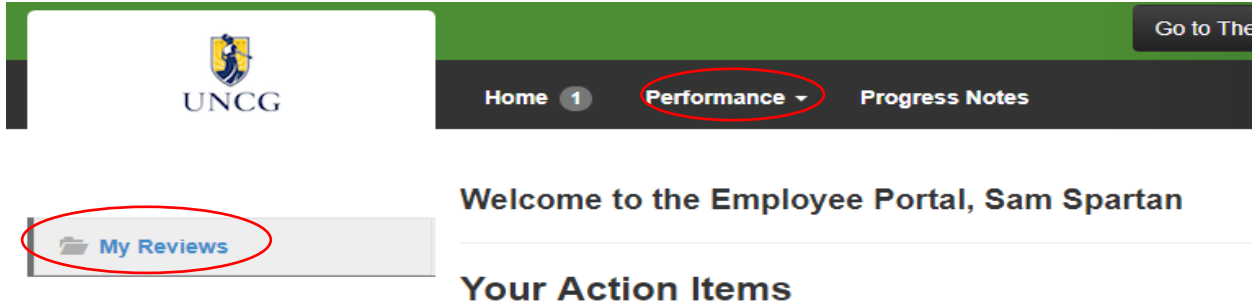 Go to The
UNCG
Home 1 Performance Progress Notes
Welcome to the Employee Portal, Sam Spartan
My Reviews
Your Action Items